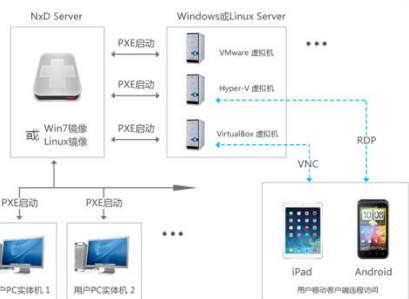 NxD Server
Windows或Linux Server
PXE启动
VMware 虚拟机
PXE启动
Hyper-V 虚拟机
或
Win7镜像
Linux镜像
PXE启动
VirtualBox 虚拟机
VNC
RDP
PXE启动
PXE启动
户PC实体机 1
用户PC实体机 2
iPad
Android
用户移动客户端远程访问